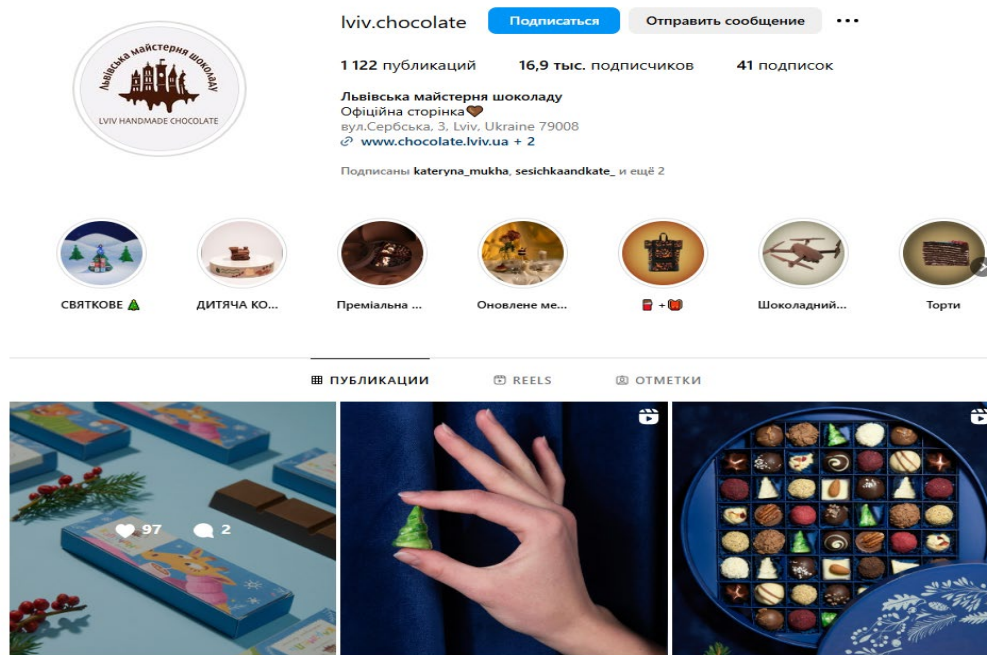 lviv.chocolate Подписаться Отправить сообщение
1 122 публикаций 16,9 тыс. подписчиков 41 подписок
Львівська майстерня шоколаду
LVIV HANDMADE CHOCOLATE
Львівська майстерня шоколаду
Офіційна сторінка
вул.Сербська, 3, Lviv, Ukraine 79008
www.chocolate.lviv.ua + 2
Подписаны kateryna_mukha, sesichkaandkate_ и ещё 2
СВЯТКОВЕ ДИТЯЧА КО... Преміальна ... Оновлене ме... + Шоколадний... Торти
ПУБЛИКАЦИИ REELS ОТМЕТКИ
97 2